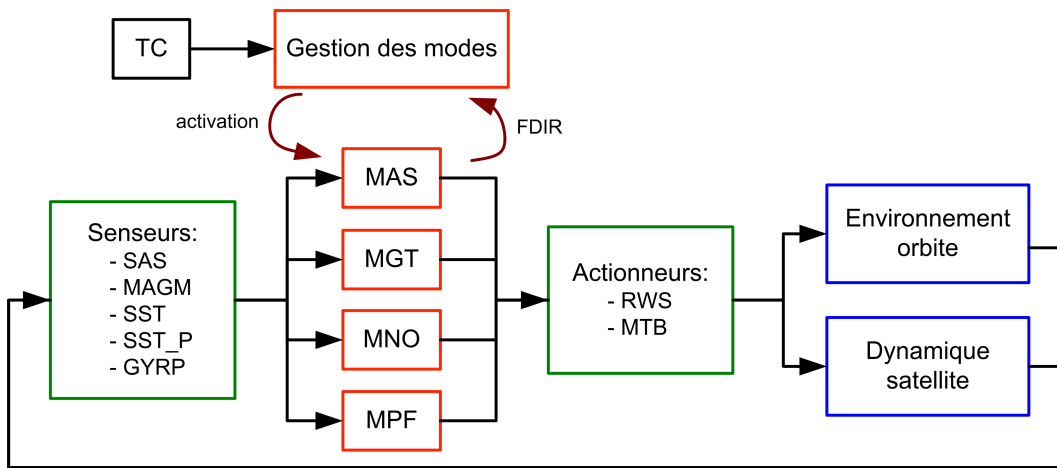 TC
Gestion des modes
activation
FDIR
MAS
MGT
MNO
MPF
Senseurs:
- SAS
- MAGM
- SST
- SST_P
- GYRP
Actionneurs:
- RWS
- MTB
Environnement
orbite
Dynamique
satellite